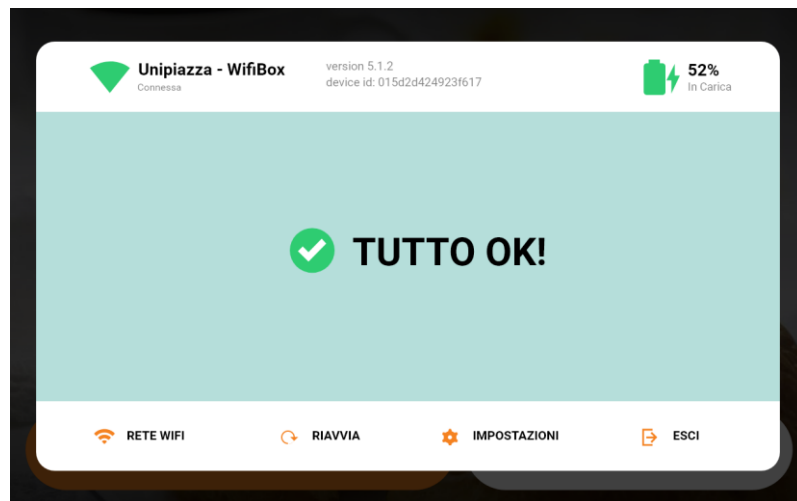 Unipiazza - WifiBox
Connessa
version 5.1.2
device id: 015d2d424923f617
52%
In Carica
TUTTO OK!
RETE WIFI
RIAVVIA
IMPOSTAZIONI
ESCI